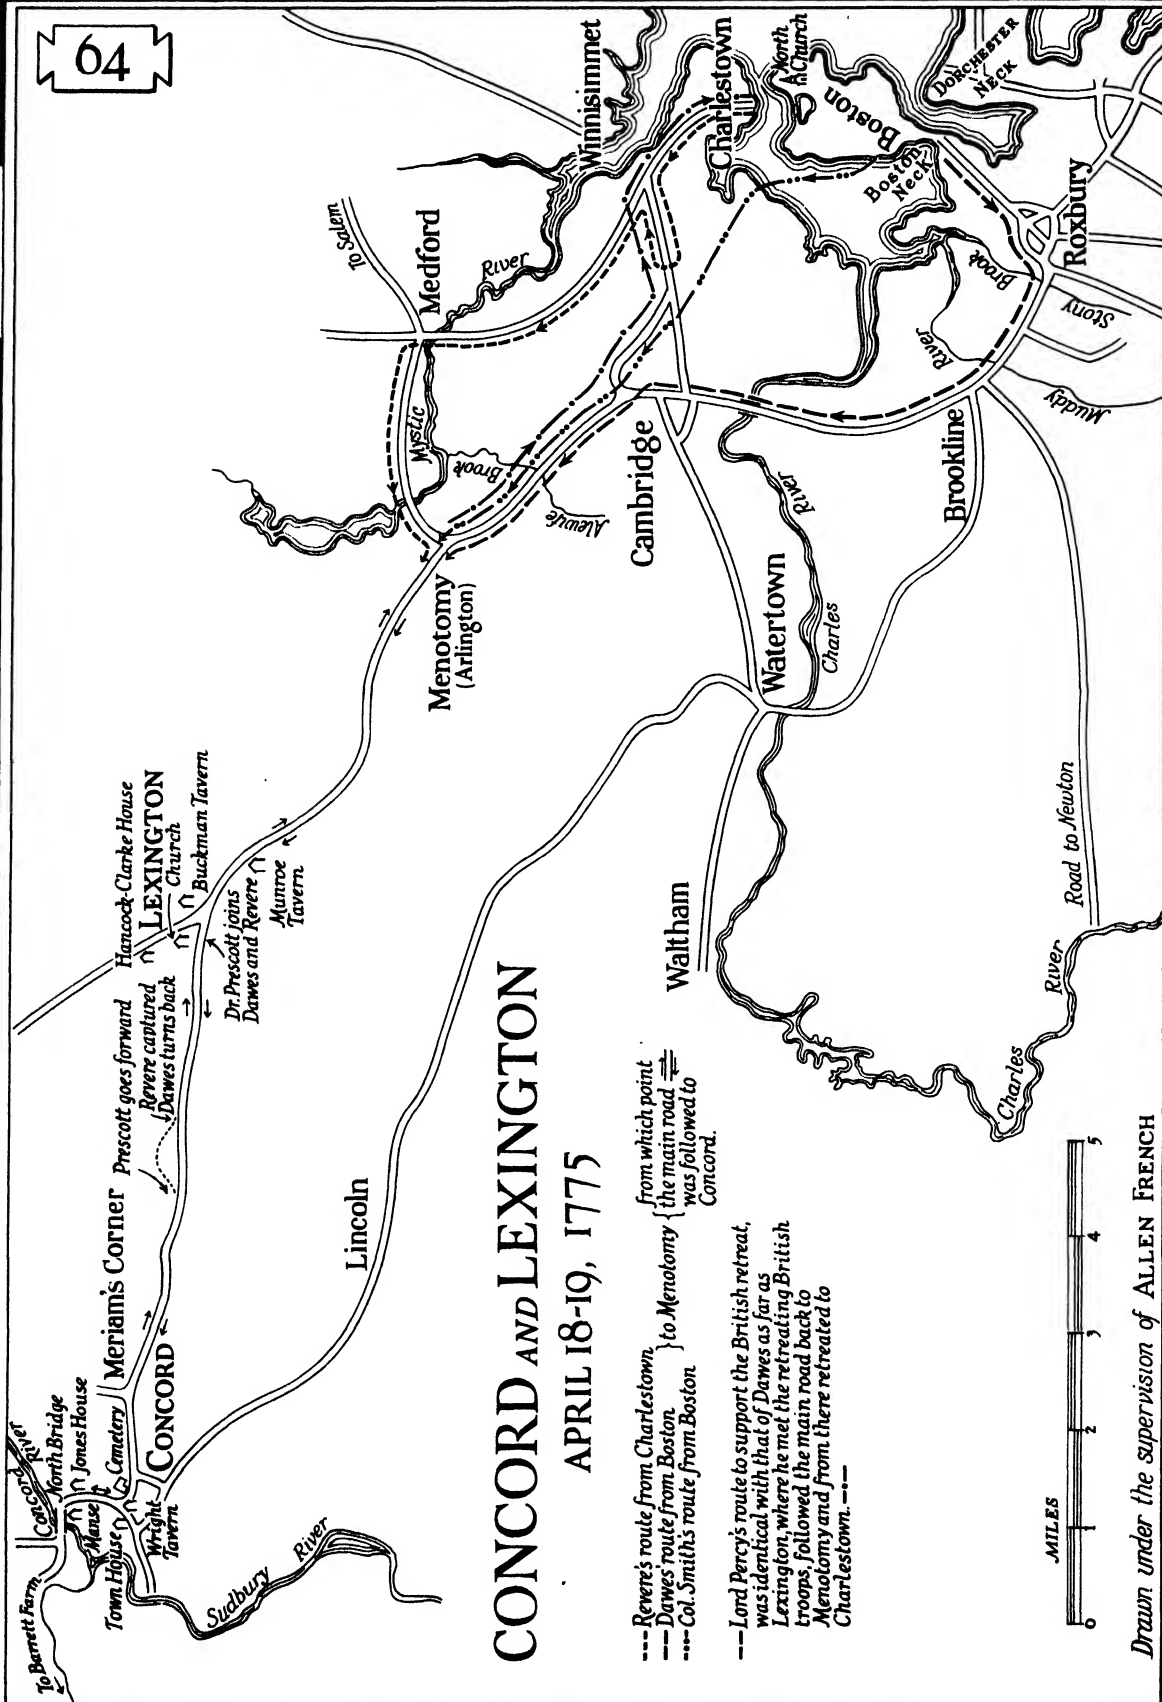 64
CONCORD AND LEXINGTON
APRIL 18-19, 1775
Revere's route from Charlestown
Dawes' route from Boston
Col. Smith's route from Boston
to Menotomy
from which point
the main road
was followed to
Concord.
Lord Percy's route to support the British retreat,
was identical with that of Dawes as far as
Lexington, where he met the retreating British
troops, followed the main road back to
Menotomy and from there retreated to
Charlestown.
MILES
0 1 2 3 4 5
Drawn under the supervision of ALLEN FRENCH
To Barrett Farm
Concord River
North Bridge
Jones House
Manse
Cemetery
Town House
Wright
Tavern
CONCORD
Meriam's Corner
Sudbury River
Lincoln
Prescott goes forward
Revere captured
Dawes turns back
Hancock-Clarke House
LEXINGTON
Church
Buckman Tavern
Dr. Prescott joins
Dawes and Revere
Munroe
Tavern
Menotomy
(Arlington)
Mystic
River
Alewife
Brook
Medford
To Salem
Winnisimmet
Charlestown
North
Church
Boston
Boston
Neck
DORCHESTER
NECK
Roxbury
Stony
Brook
Muddy
River
Brookline
Cambridge
Watertown
Charles
River
Waltham
Road to Newton
Charles
River